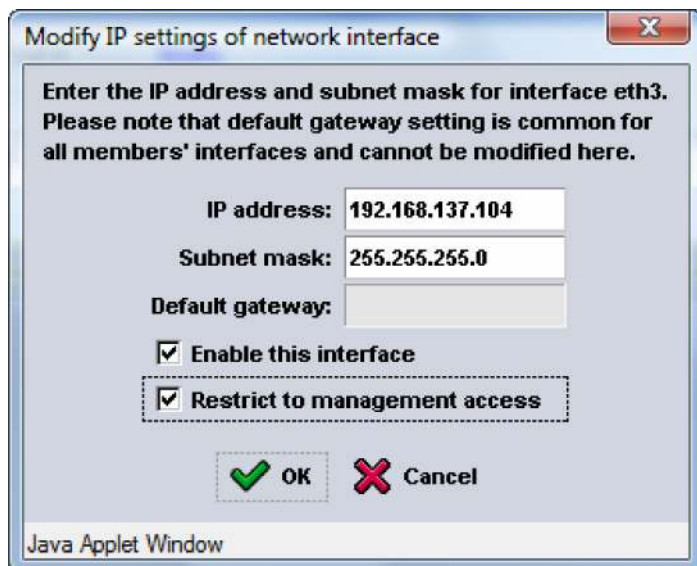 Modify IP settings of network interface
Enter the IP address and subnet mask for interface eth3.
Please note that default gateway setting is common for
all members' interfaces and cannot be modified here.
IP address: 192.168.137.104
Subnet mask: 255.255.255.0
Default gateway:
Enable this interface
Restrict to management access
OK Cancel
Java Applet Window